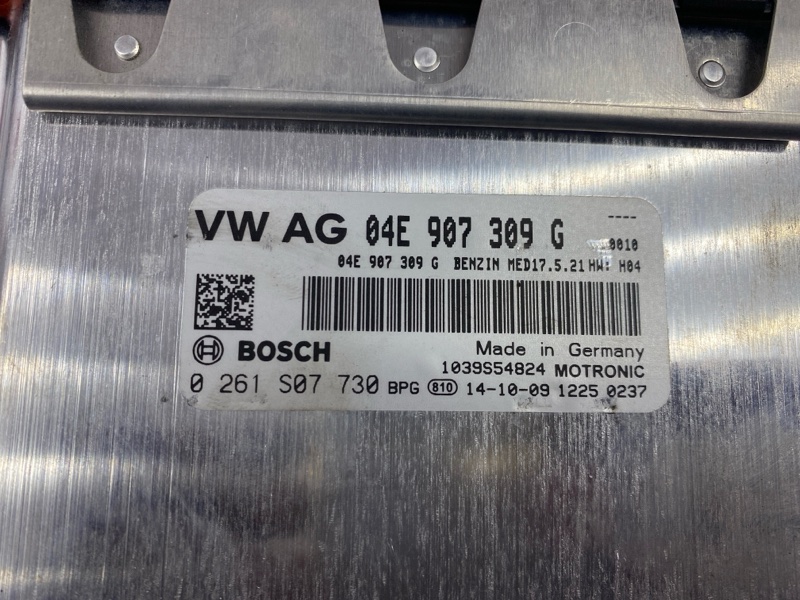 ----
VW AG 04E 907 309 G
0010
04E 907 309 G BENZIN MED17.5.21 HW: H04
BOSCH
Made in Germany
1039S54824 MOTRONIC
0 261 S07 730 BPG 810 14-10-09 1225 0237